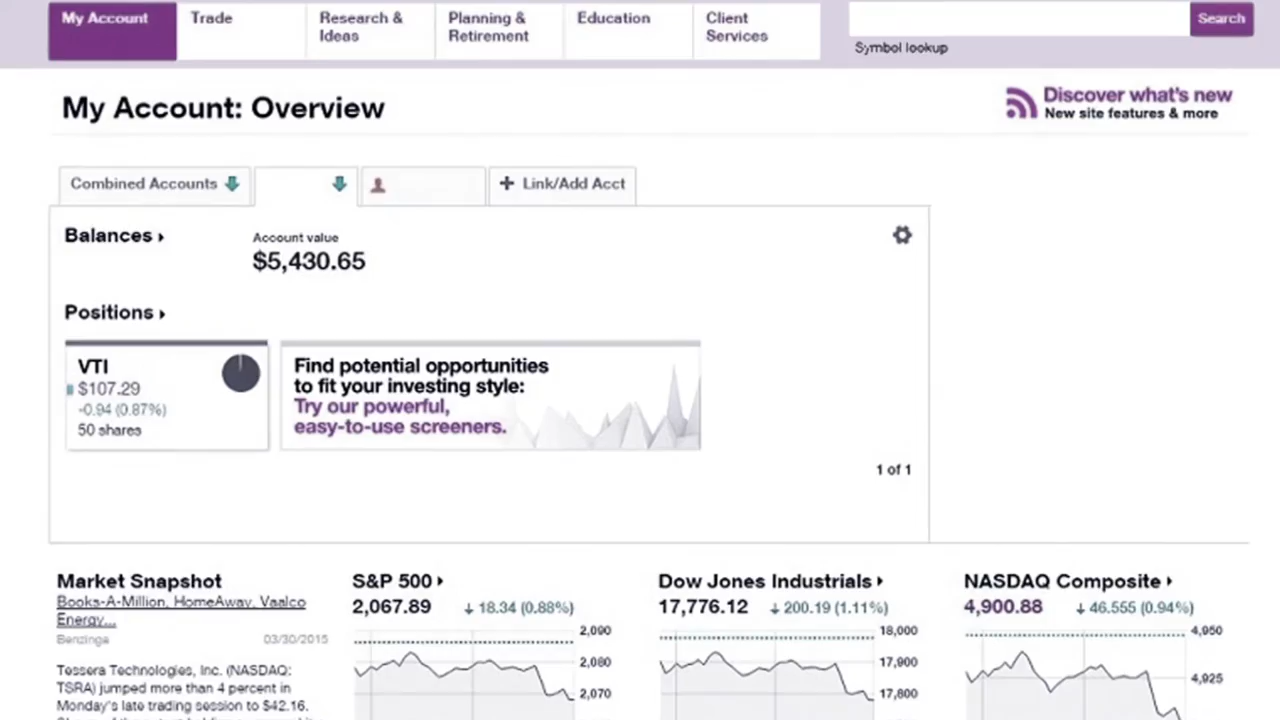 My Account
Trade
Research &
Ideas
Planning &
Retirement
Education
Client
Services
Search
Symbol lookup
My Account: Overview
Discover what's new
New site features & more
Combined Accounts
Link/Add Acct
Balances
Account value
$5,430.65
Positions
VTI
$107.29
-0.94 (0.87%)
50 shares
Find potential opportunities
to fit your investing style:
Try our powerful,
easy-to-use screeners.
1 of 1
Market Snapshot
Books-A-Million, HomeAway, Vaalco
Energy...
Benzinga 03/30/2015
Tessera Technologies, Inc. (NASDAQ:
TSRA) jumped more than 4 percent in
Monday's late trading session to $42.16.
S&P 500
2,067.89 18.34 (0.88%)
2,090
2,080
2,070
Dow Jones Industrials
17,776.12 200.19 (1.11%)
18,000
17,900
17,800
NASDAQ Composite
4,900.88 46.555 (0.94%)
4,950
4,925